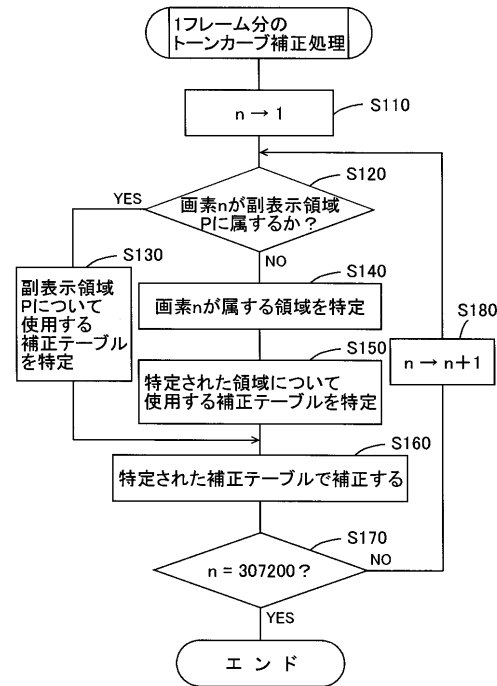 1フレーム分の
トーンカーブ補正処理
n → 1
S110
画素nが副表示領域
Pに属するか？
S120
YES
NO
副表示領域
Pについて
使用する
補正テーブル
を特定
S130
画素nが属する領域を特定
S140
特定された領域について
使用する補正テーブルを特定
S150
n → n＋1
S180
特定された補正テーブルで補正する
S160
n = 307200？
S170
NO
YES
エンド